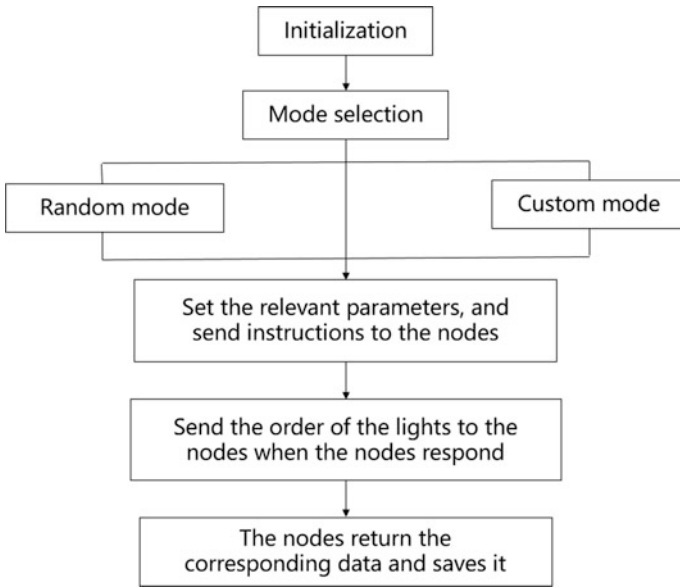 Initialization
Mode selection
Random mode
Custom mode
Set the relevant parameters, and
send instructions to the nodes
Send the order of the lights to the
nodes when the nodes respond
The nodes return the
corresponding data and saves it